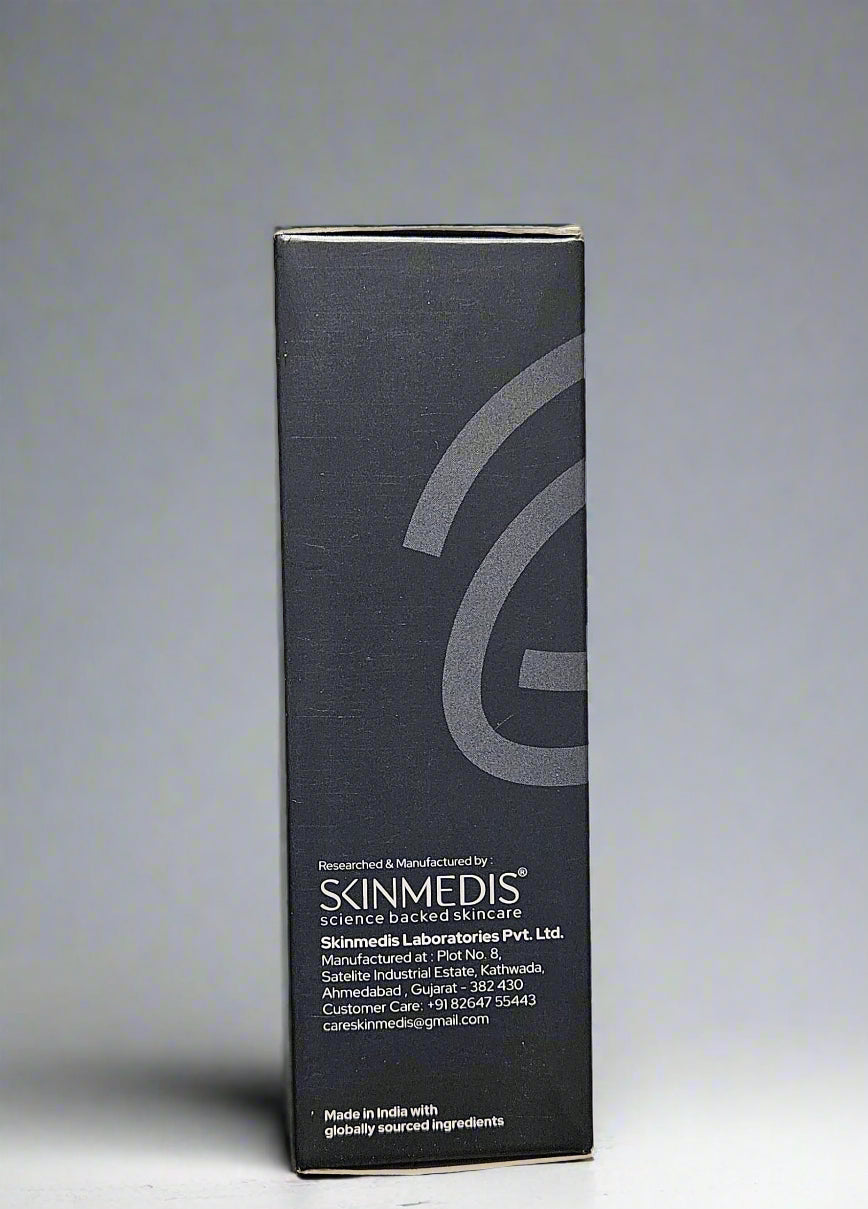 Researched & Manufactured by :
SKINMEDIS®
science backed skincare
Skinmedis Laboratories Pvt. Ltd.
Manufactured at : Plot No. 8,
Satelite Industrial Estate, Kathwada,
Ahmedabad , Gujarat - 382 430
Customer Care: +91 82647 55443
careskinmedis@gmail.com
Made in India with
globally sourced ingredients